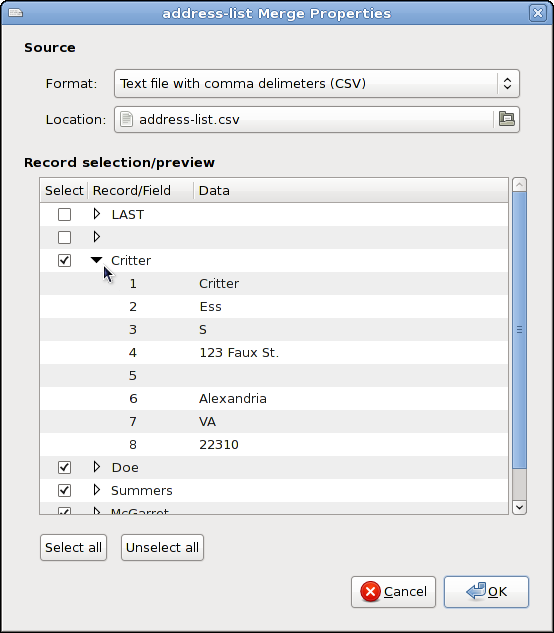 address-list Merge Properties
Source
Format: Text file with comma delimeters (CSV)
Location: address-list.csv
Record selection/preview
Select Record/Field Data
LAST
Critter
1 Critter
2 Ess
3 S
4 123 Faux St.
5
6 Alexandria
7 VA
8 22310
Doe
Summers
McGarret
Select all Unselect all
Cancel OK